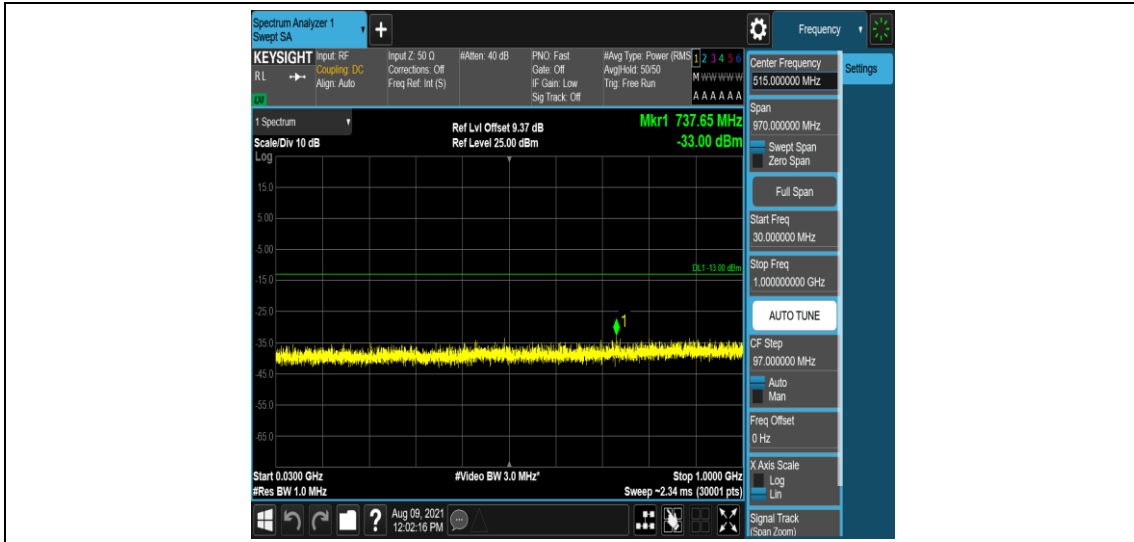 Spectrum Analyzer 1
Swept SA
Frequency
KEYSIGHT
RL
Input: RF
Coupling: DC
Align: Auto
Input Z: 50 Ω
Corrections: Off
Freq Ref: Int (S)
#Atten: 40 dB
PNO: Fast
Gate: Off
IF Gain: Low
Sig Track: Off
#Avg Type: Power (RMS
Avg|Hold: 50/50
Trig: Free Run
1 2 3 4 5 6
M W W W W W
A A A A A A
1 Spectrum
Scale/Div 10 dB
Log
Ref Lvl Offset 9.37 dB
Ref Level 25.00 dBm
Mkr1 737.65 MHz
-33.00 dBm
15.0
5.00
-5.00
-15.0
-25.0
-35.0
-45.0
-55.0
-65.0
DL1 -13.00 dBm
1
Start 0.0300 GHz
#Res BW 1.0 MHz
#Video BW 3.0 MHz*
Stop 1.0000 GHz
Sweep ~2.34 ms (30001 pts)
Aug 09, 2021
12:02:16 PM
Center Frequency
515.000000 MHz
Settings
Span
970.000000 MHz
Swept Span
Zero Span
Full Span
Start Freq
30.000000 MHz
Stop Freq
1.000000000 GHz
AUTO TUNE
CF Step
97.000000 MHz
Auto
Man
Freq Offset
0 Hz
X Axis Scale
Log
Lin
Signal Track
(Span Zoom)